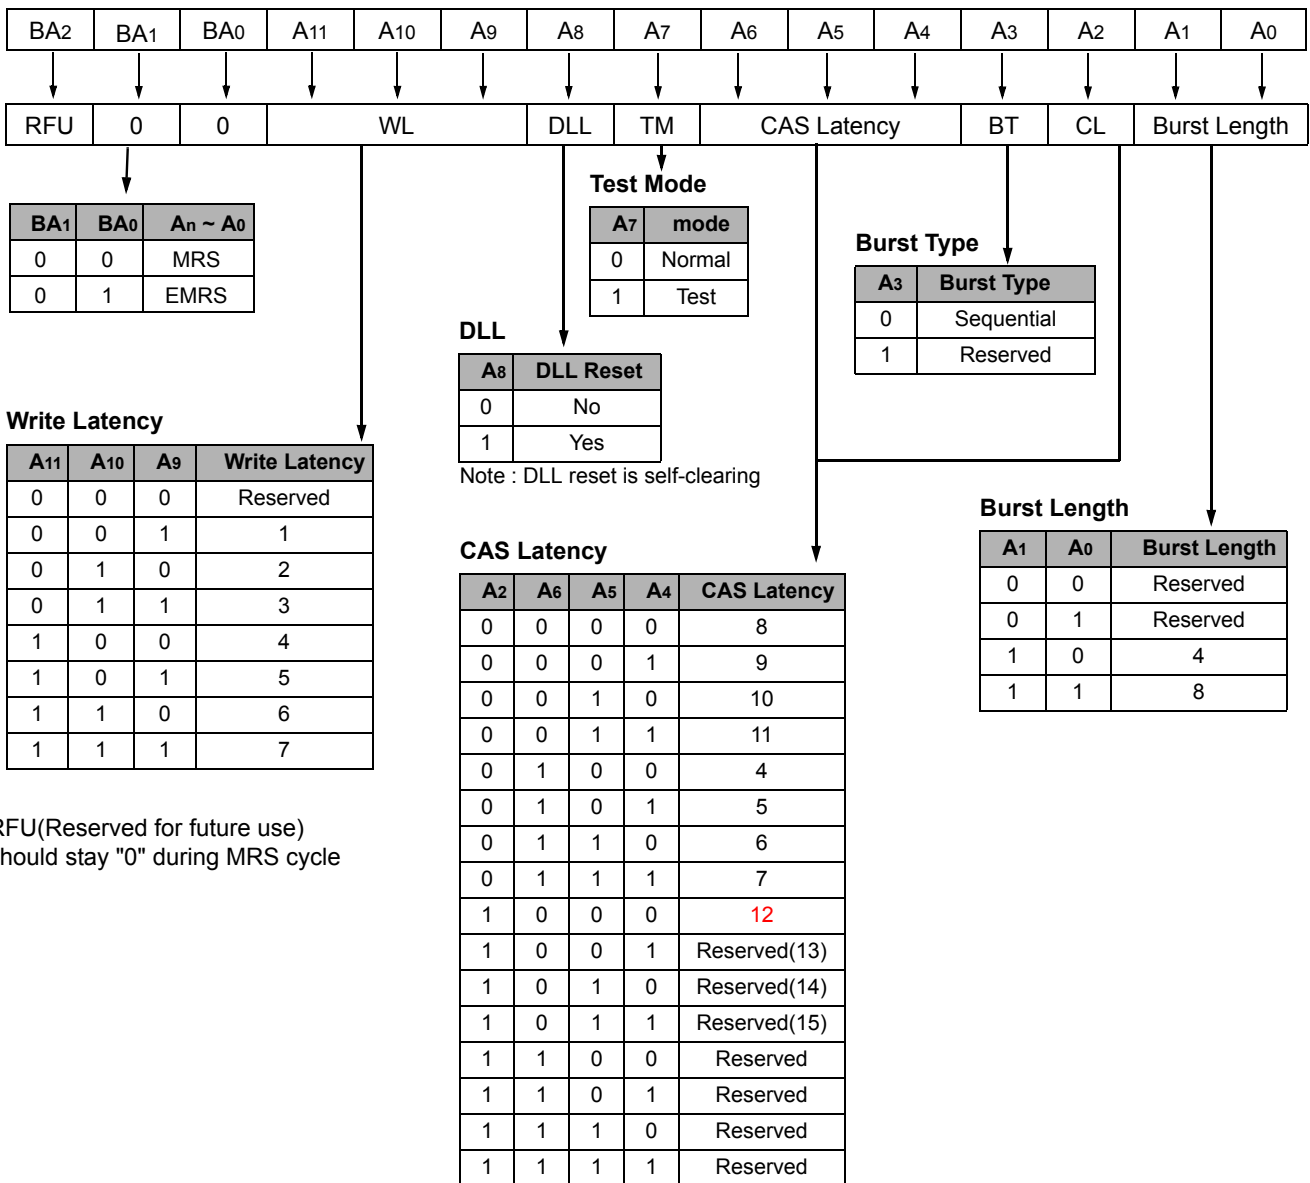 BA2 BA1 BA0 A11 A10 A9 A8 A7 A6 A5 A4 A3 A2 A1 A0
RFU 0 0 WL DLL TM CAS Latency BT CL Burst Length
BA1 BA0 An ~ A0
0 0 MRS
0 1 EMRS
Test Mode
A7 mode
0 Normal
1 Test
Burst Type
A3 Burst Type
0 Sequential
1 Reserved
DLL
A8 DLL Reset
0 No
1 Yes
Note : DLL reset is self-clearing
Write Latency
A11 A10 A9 Write Latency
0 0 0 Reserved
0 0 1 1
0 1 0 2
0 1 1 3
1 0 0 4
1 0 1 5
1 1 0 6
1 1 1 7
RFU(Reserved for future use)
hould stay "0" during MRS cycle
CAS Latency
A2 A6 A5 A4 CAS Latency
0 0 0 0 8
0 0 0 1 9
0 0 1 0 10
0 0 1 1 11
0 1 0 0 4
0 1 0 1 5
0 1 1 0 6
0 1 1 1 7
1 0 0 0 12
1 0 0 1 Reserved(13)
1 0 1 0 Reserved(14)
1 0 1 1 Reserved(15)
1 1 0 0 Reserved
1 1 0 1 Reserved
1 1 1 0 Reserved
1 1 1 1 Reserved
Burst Length
A1 A0 Burst Length
0 0 Reserved
0 1 Reserved
1 0 4
1 1 8